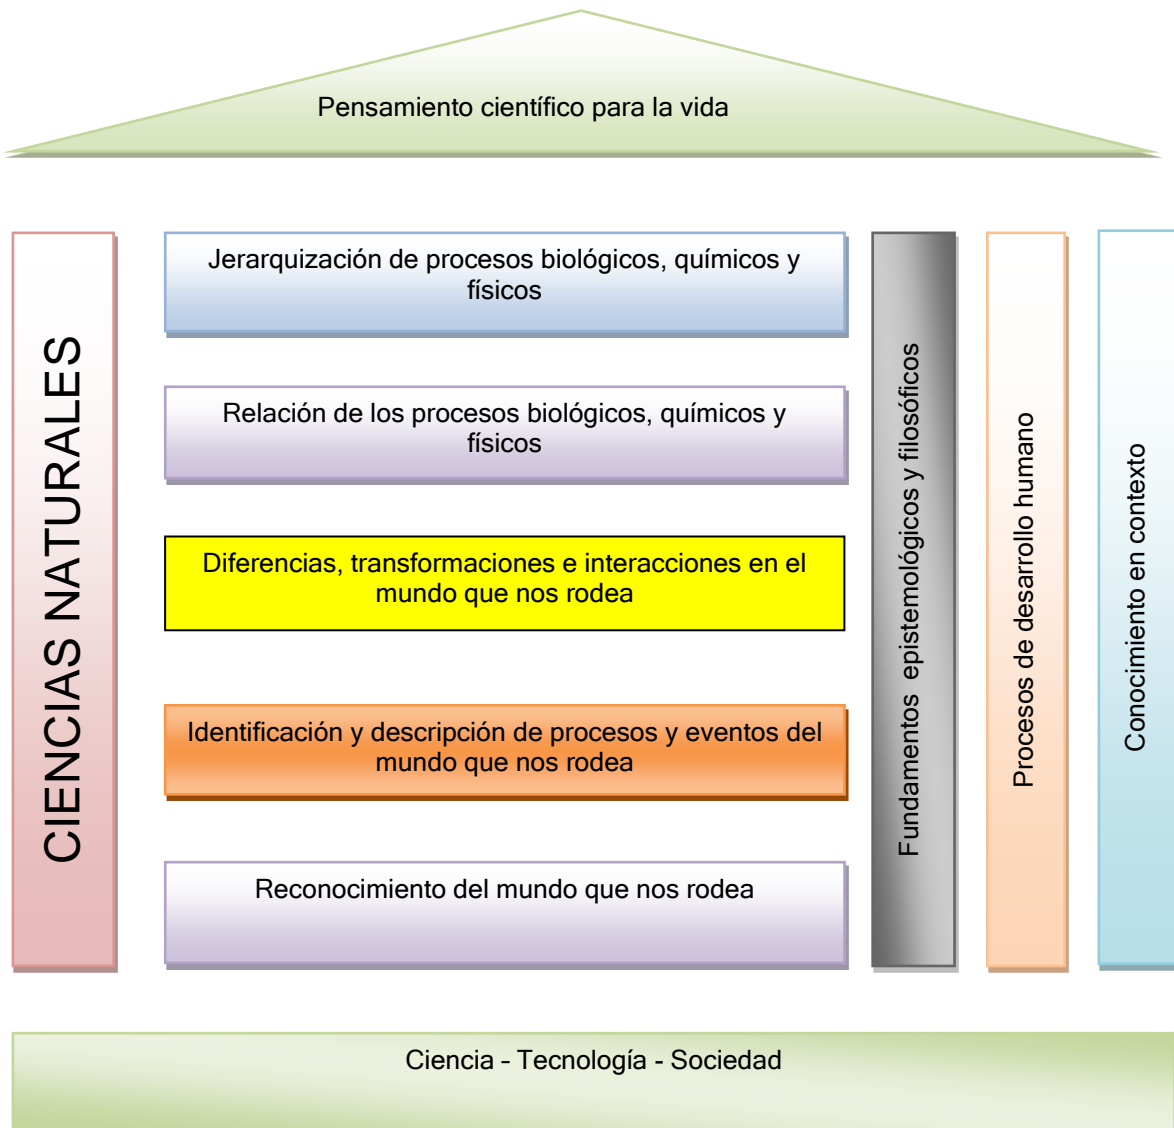 Pensamiento científico para la vida
CIENCIAS NATURALES
Jerarquización de procesos biológicos, químicos y
físicos
Relación de los procesos biológicos, químicos y
físicos
Diferencias, transformaciones e interacciones en el
mundo que nos rodea
Identificación y descripción de procesos y eventos del
mundo que nos rodea
Reconocimiento del mundo que nos rodea
Fundamentos epistemológicos y filosóficos
Procesos de desarrollo humano
Conocimiento en contexto
Ciencia - Tecnología - Sociedad